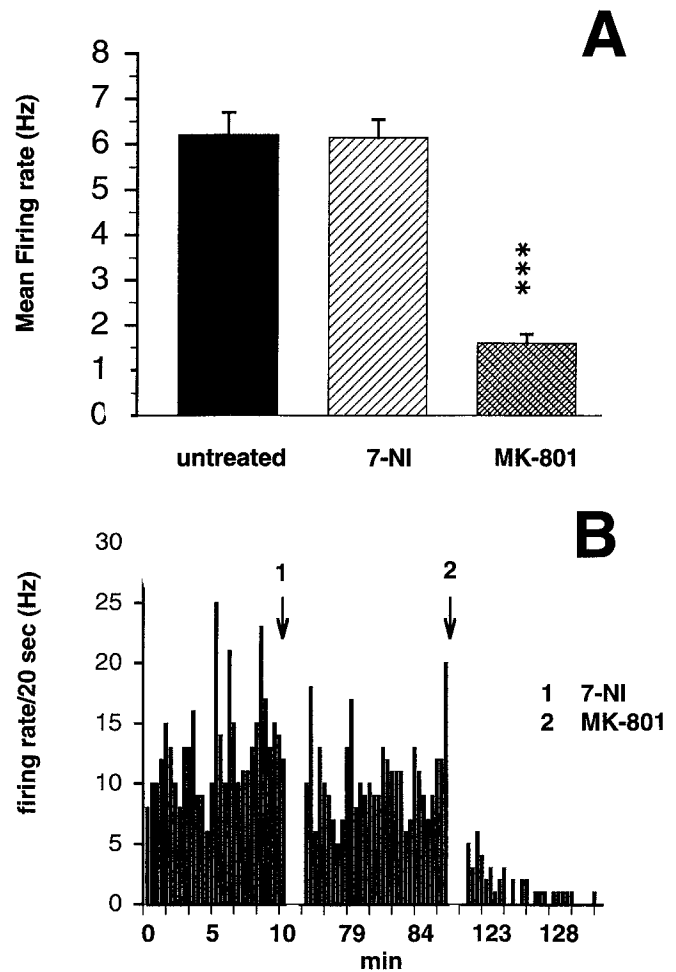 A
Mean Firing rate (Hz)
8
7
6
5
4
3
2
1
0
***
untreated
7-NI
MK-801
B
firing rate/20 sec (Hz)
30
25
20
15
10
5
0
1
2
1 7-NI
2 MK-801
0 5 10 79 84 123 128
min